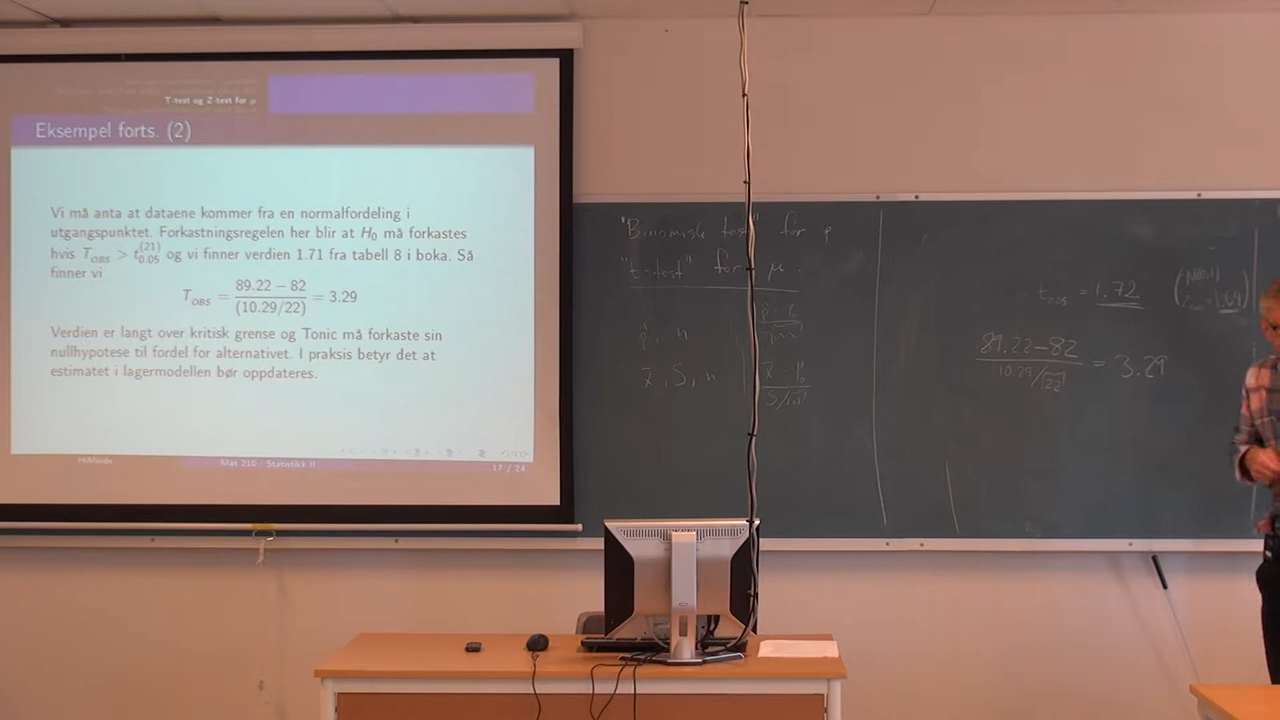 T-test og Z-test for μ
Eksempel forts. (2)
Vi må anta at dataene kommer fra en normalfordeling i
utgangspunktet. Forkastningsregelen her blir at H₀ må forkastes
hvis T_OBS > t_{0.05}^{(21)} og vi finner verdien 1.71 fra tabell 8 i boka. Så
finner vi
T_OBS = (89.22 − 82)/(10.29/22) = 3.29
Verdien er langt over kritisk grense og Tonic må forkaste sin
nullhypotese til fordel for alternativet. I praksis betyr det at
estimatet i lagermodellen bør oppdateres.
HiMolde
Mat 210 Statistikk II
17 / 24
"Binomisk test" for p
"t-test" for μ.
p̂, n
x̄, S, n
S/√n
= 1.72
89.22−82
10.29/√22
= 3.29